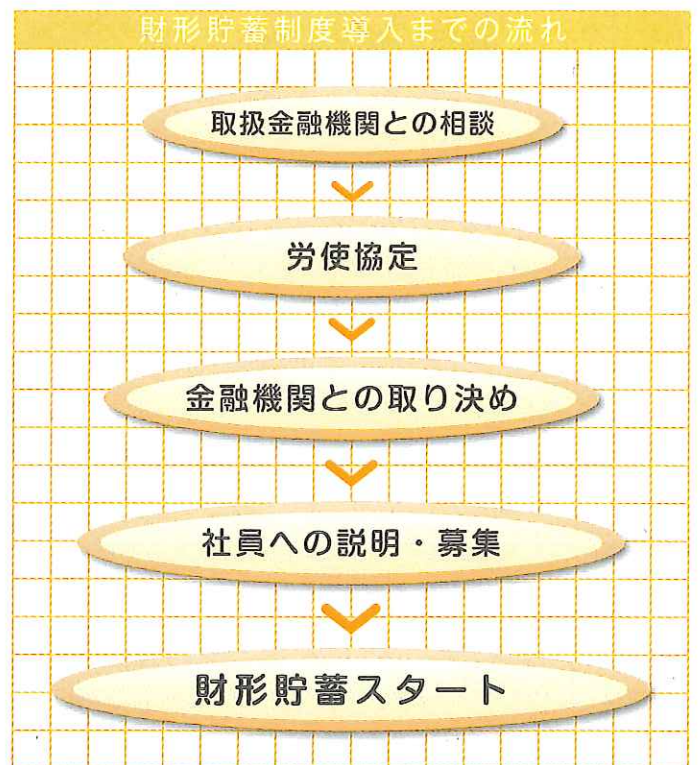 財形貯蓄制度導入までの流れ
取扱金融機関との相談
労使協定
金融機関との取り決め
社員への説明・募集
財形貯蓄スタート